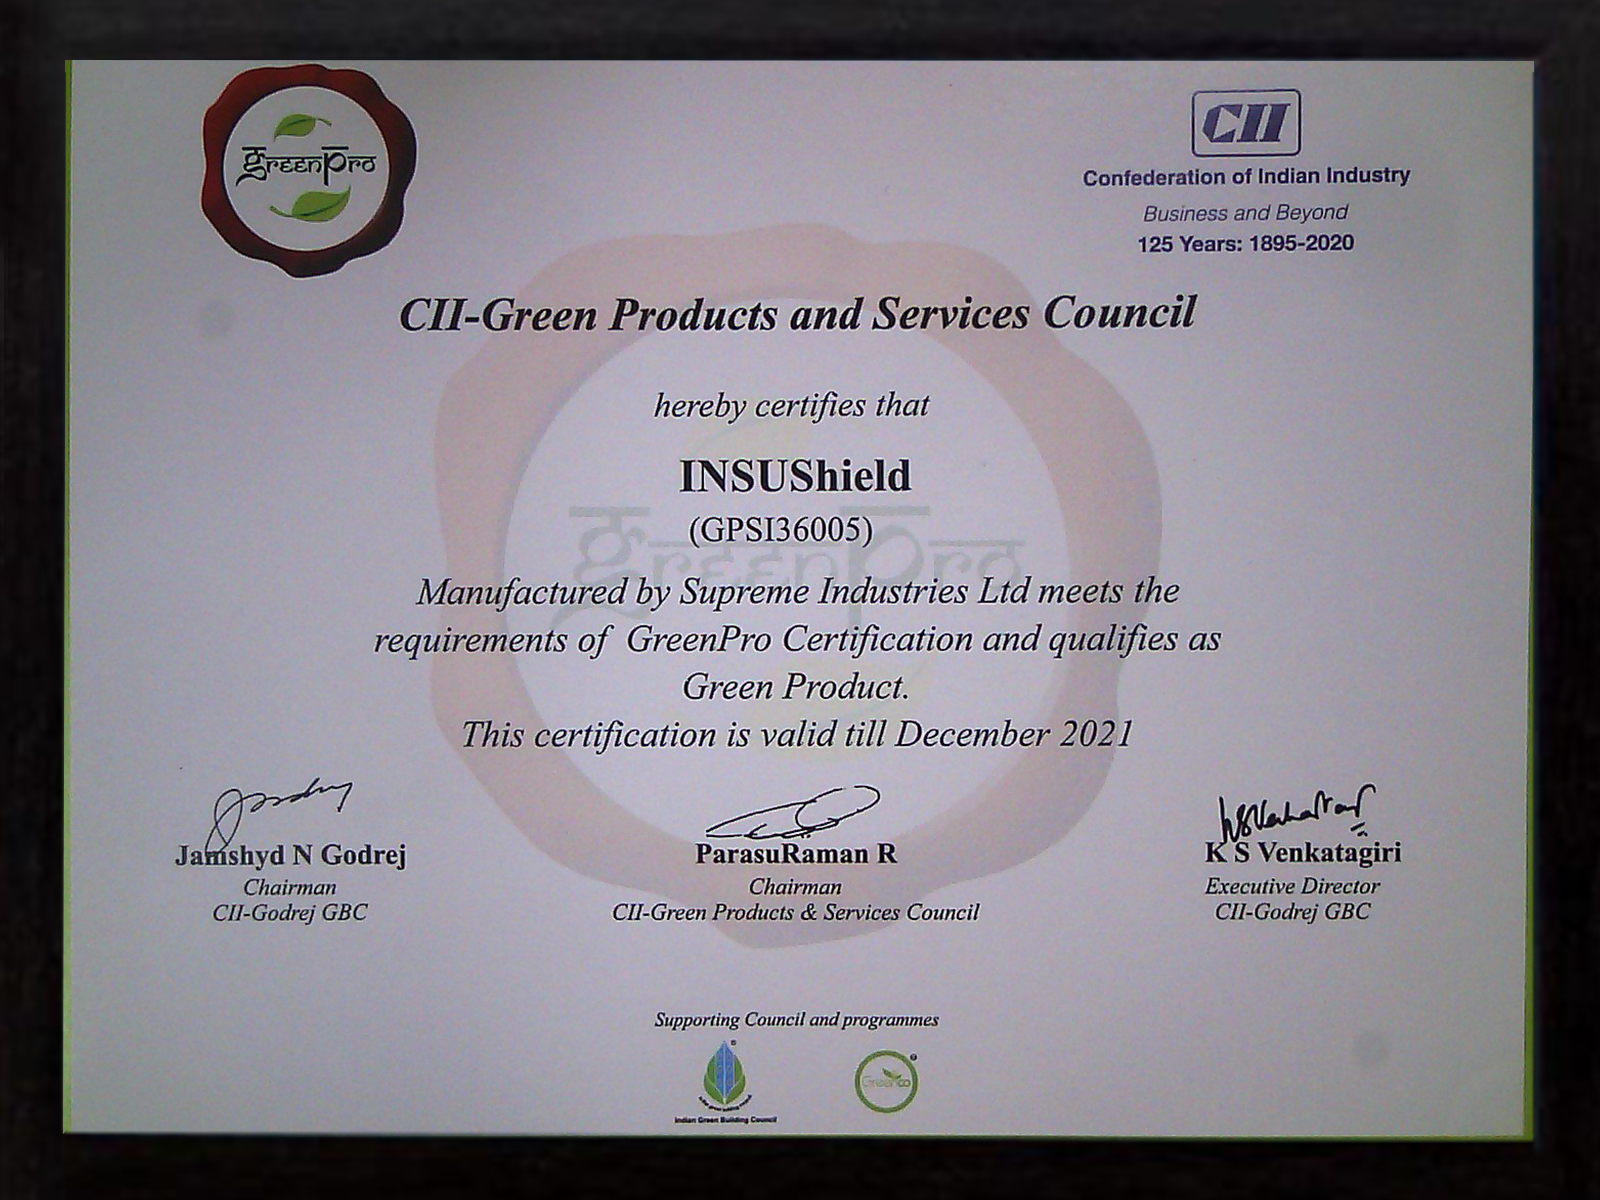 greenpro
CII
Confederation of Indian Industry
Business and Beyond
125 Years: 1895-2020
CII-Green Products and Services Council
hereby certifies that
INSUShield
(GPSI36005)
greenpro
Manufactured by Supreme Industries Ltd meets the
requirements of GreenPro Certification and qualifies as
Green Product.
This certification is valid till December 2021
Jamshyd N Godrej
Chairman
CII-Godrej GBC
ParasuRaman R
Chairman
CII-Green Products & Services Council
K S Venkatagiri
Executive Director
CII-Godrej GBC
Supporting Council and programmes
Indian Green Building Council
Greenco